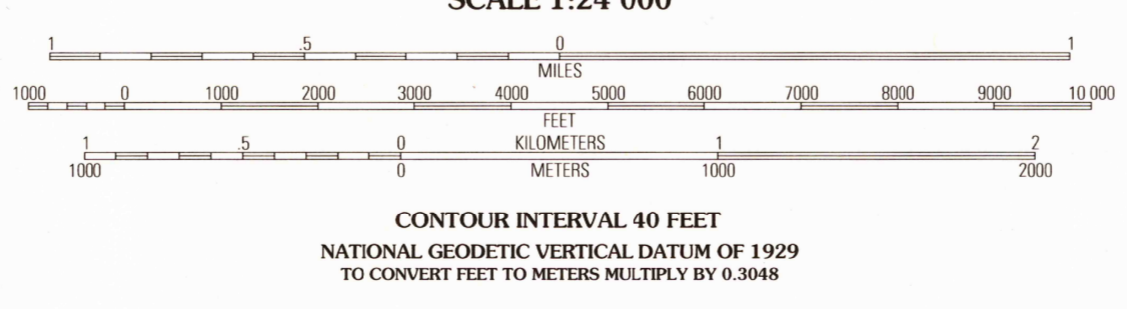 SCALE 1:24 000
1 .5 0 1
MILES
1000 0 1000 2000 3000 4000 5000 6000 7000 8000 9000 10 000
FEET
1 .5 0 KILOMETERS 1 2
1000 0 METERS 1000 2000
CONTOUR INTERVAL 40 FEET
NATIONAL GEODETIC VERTICAL DATUM OF 1929
TO CONVERT FEET TO METERS MULTIPLY BY 0.3048